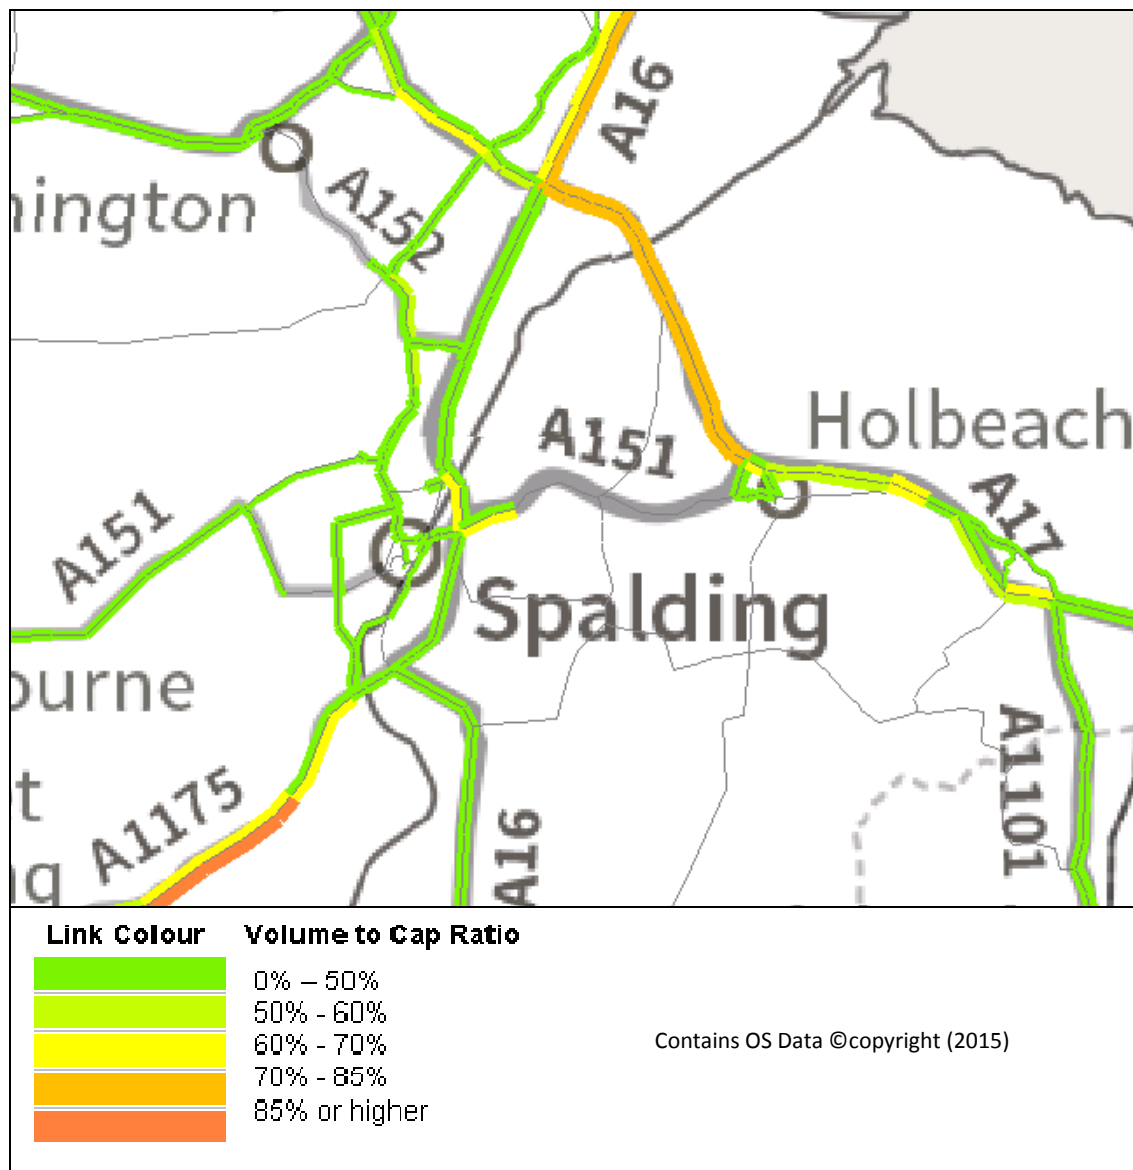 A16
A152
nington
A151
Holbeach
A151
A17
Spalding
ourne
A1175
A16
A1101
Link Colour Volume to Cap Ratio
0% – 50%
50% - 60%
60% - 70%
70% - 85%
85% or higher
Contains OS Data ©copyright (2015)